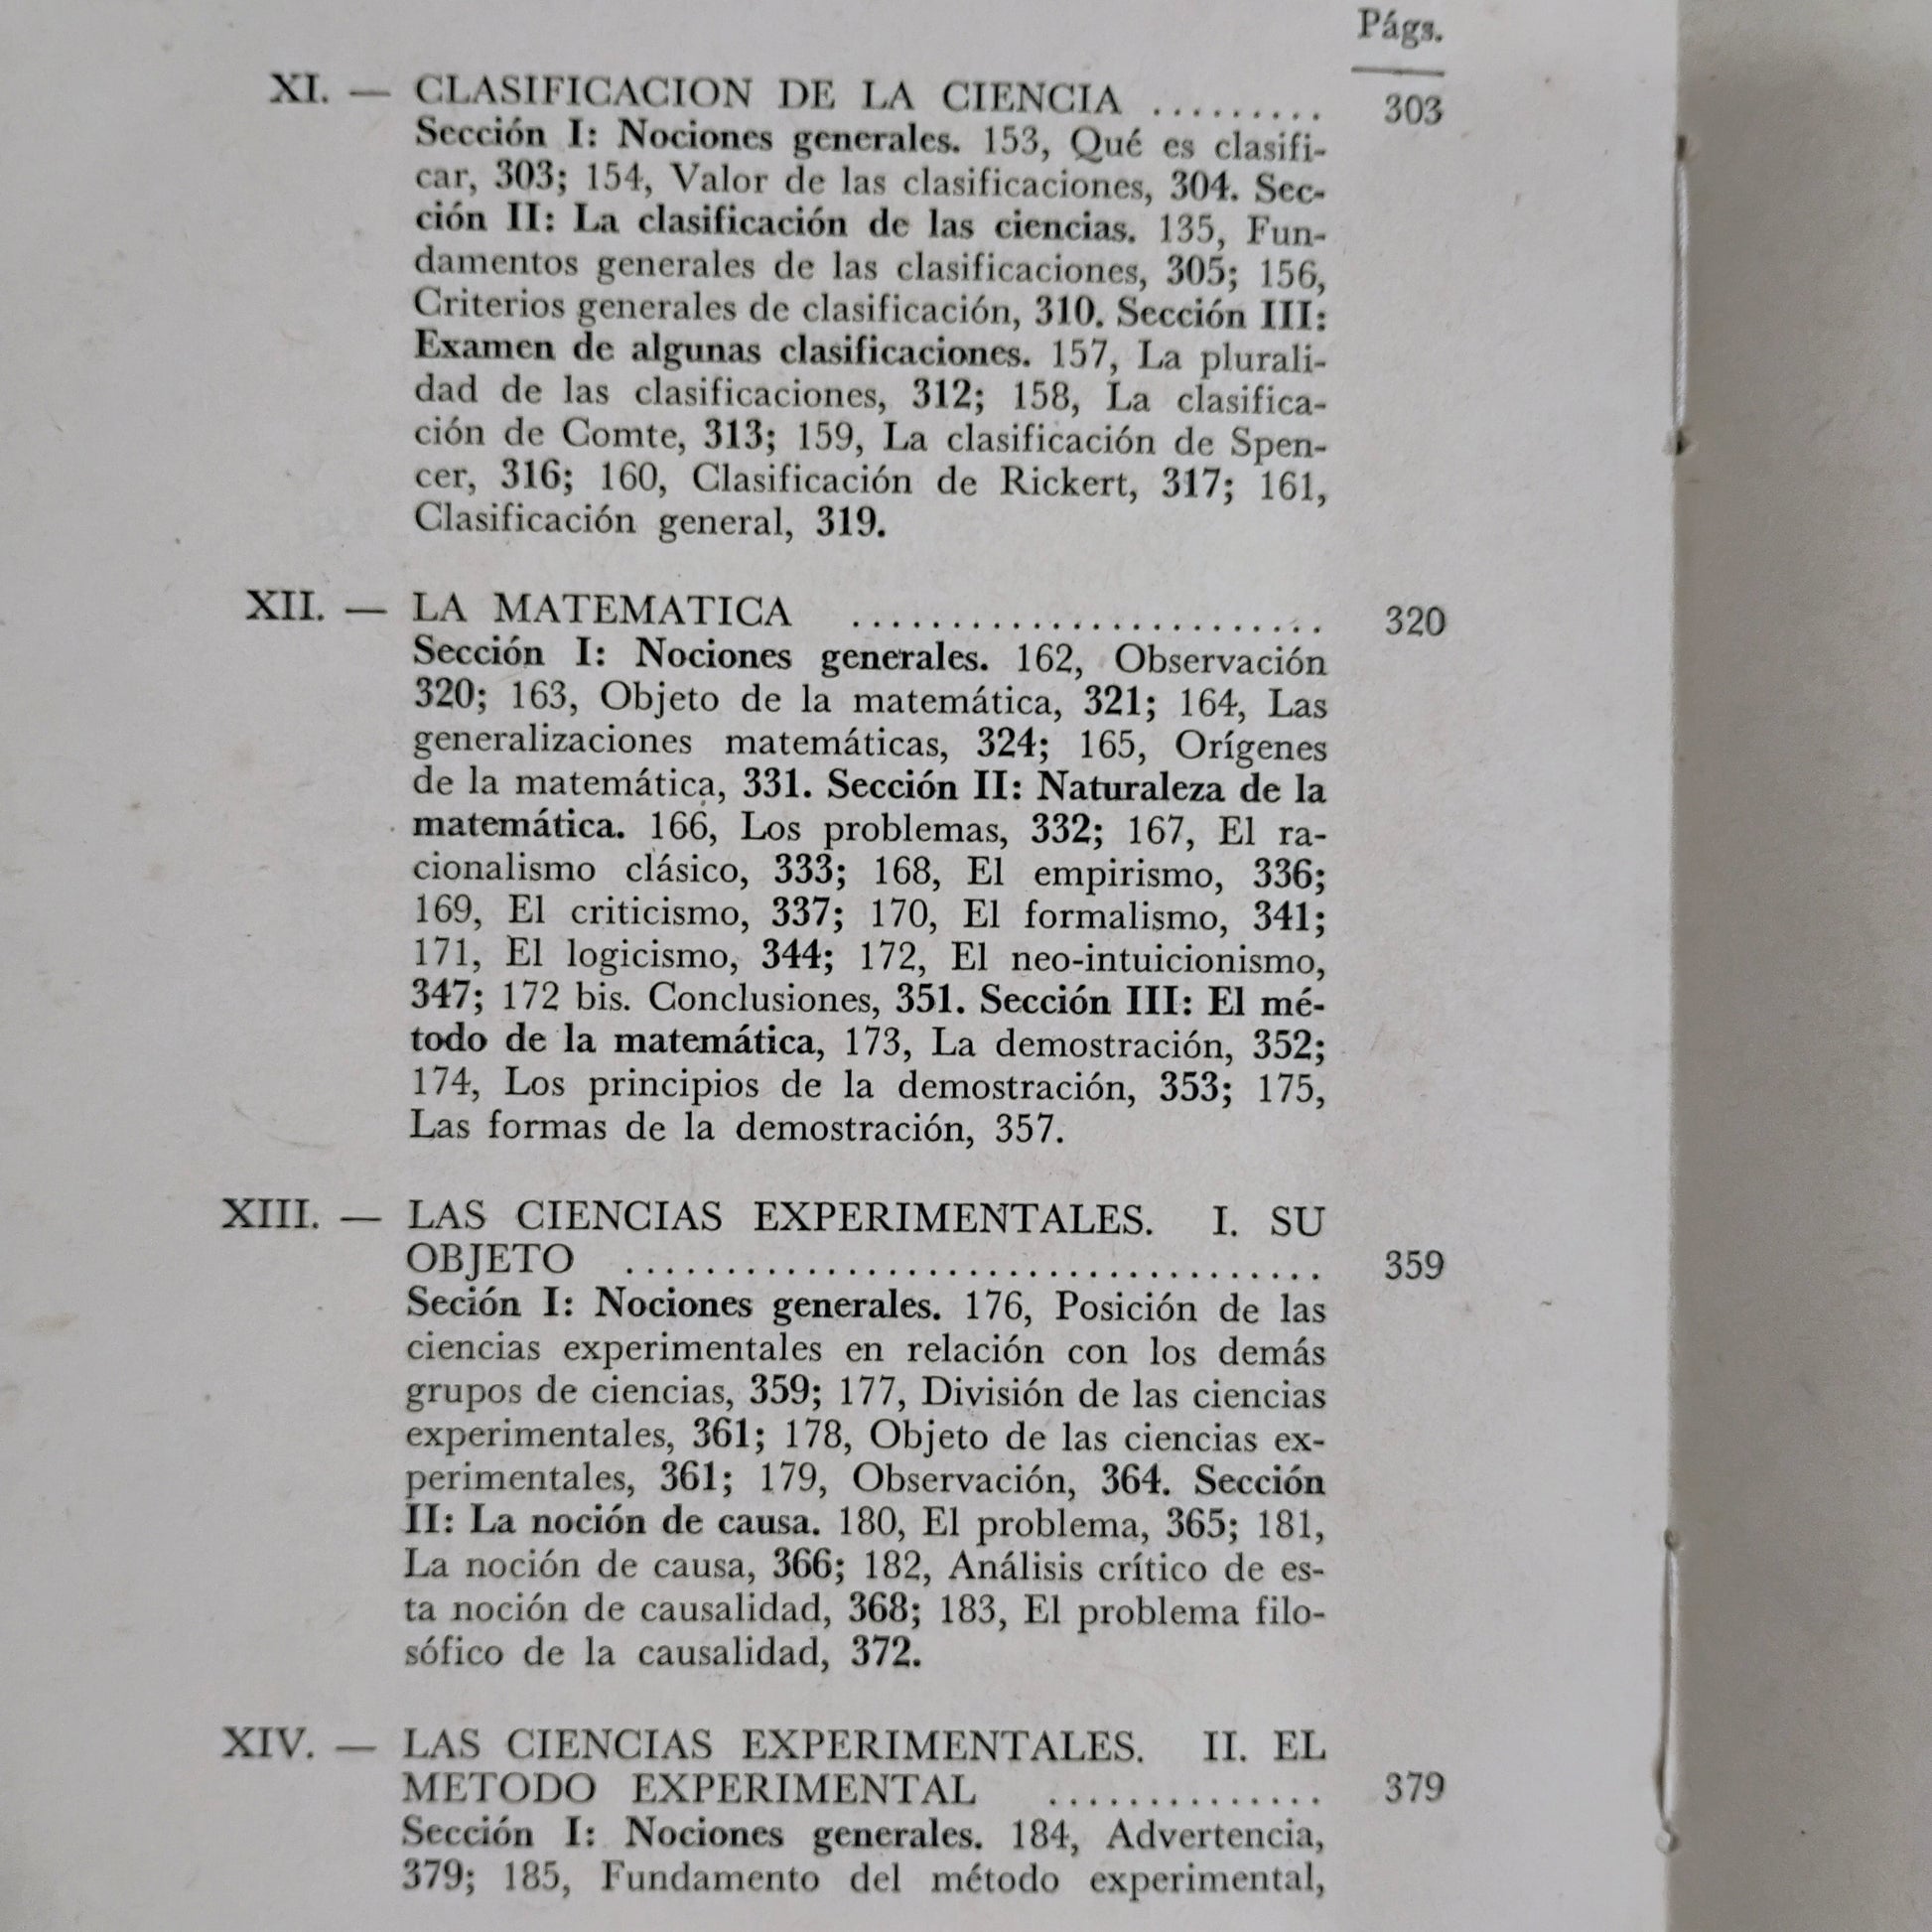 Págs.
XI. — CLASIFICACION DE LA CIENCIA ......... 303
Sección I: Nociones generales. 153, Qué es clasifi-
car, 303; 154, Valor de las clasificaciones, 304. Sec-
ción II: La clasificación de las ciencias. 135, Fun-
damentos generales de las clasificaciones, 305; 156,
Criterios generales de clasificación, 310. Sección III:
Examen de algunas clasificaciones. 157, La plurali-
dad de las clasificaciones, 312; 158, La clasifica-
ción de Comte, 313; 159, La clasificación de Spen-
cer, 316; 160, Clasificación de Rickert, 317; 161,
Clasificación general, 319.
XII. — LA MATEMATICA ........................ 320
Sección I: Nociones generales. 162, Observación
320; 163, Objeto de la matemática, 321; 164, Las
generalizaciones matemáticas, 324; 165, Orígenes
de la matemática, 331. Sección II: Naturaleza de la
matemática. 166, Los problemas, 332; 167, El ra-
cionalismo clásico, 333; 168, El empirismo, 336;
169, El criticismo, 337; 170, El formalismo, 341;
171, El logicismo, 344; 172, El neo-intuicionismo,
347; 172 bis. Conclusiones, 351. Sección III: El mé-
todo de la matemática, 173, La demostración, 352;
174, Los principios de la demostración, 353; 175,
Las formas de la demostración, 357.
XIII. — LAS CIENCIAS EXPERIMENTALES. I. SU
OBJETO ................................... 359
Seción I: Nociones generales. 176, Posición de las
ciencias experimentales en relación con los demás
grupos de ciencias, 359; 177, División de las ciencias
experimentales, 361; 178, Objeto de las ciencias ex-
perimentales, 361; 179, Observación, 364. Sección
II: La noción de causa. 180, El problema, 365; 181,
La noción de causa, 366; 182, Análisis crítico de es-
ta noción de causalidad, 368; 183, El problema filo-
sófico de la causalidad, 372.
XIV. — LAS CIENCIAS EXPERIMENTALES. II. EL
METODO EXPERIMENTAL .............. 379
Sección I: Nociones generales. 184, Advertencia,
379; 185, Fundamento del método experimental,